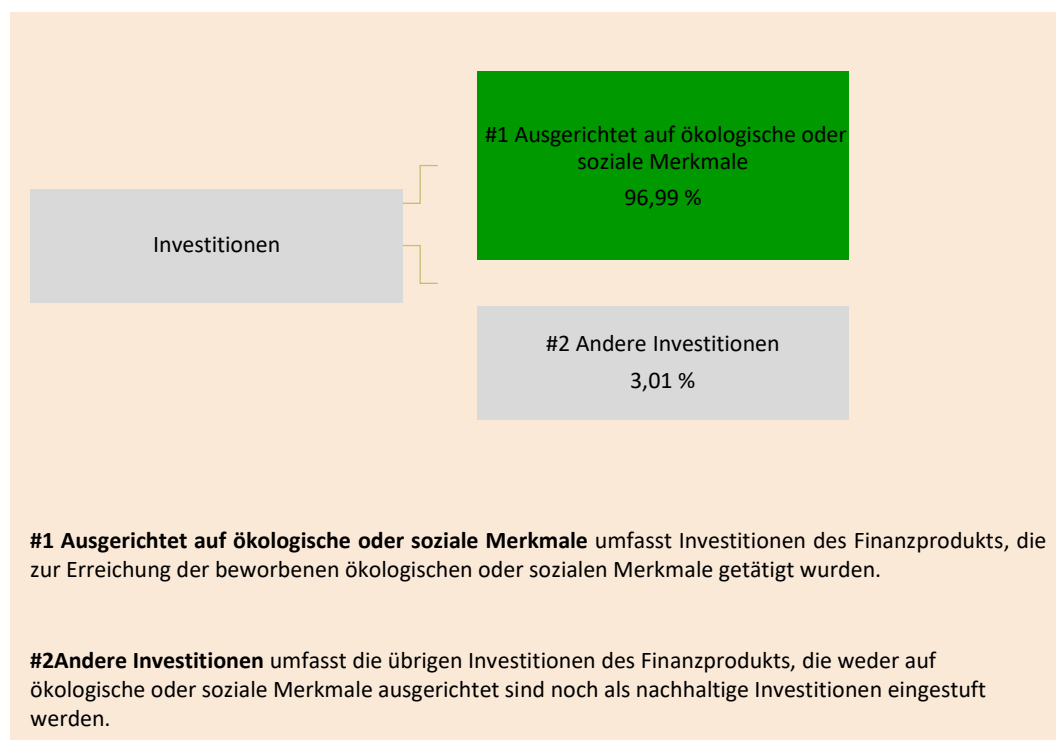 #1 Ausgerichtet auf ökologische oder
soziale Merkmale
96,99 %
Investitionen
#2 Andere Investitionen
3,01 %
#1 Ausgerichtet auf ökologische oder soziale Merkmale umfasst Investitionen des Finanzprodukts, die
zur Erreichung der beworbenen ökologischen oder sozialen Merkmale getätigt wurden.
#2Andere Investitionen umfasst die übrigen Investitionen des Finanzprodukts, die weder auf
ökologische oder soziale Merkmale ausgerichtet sind noch als nachhaltige Investitionen eingestuft
werden.